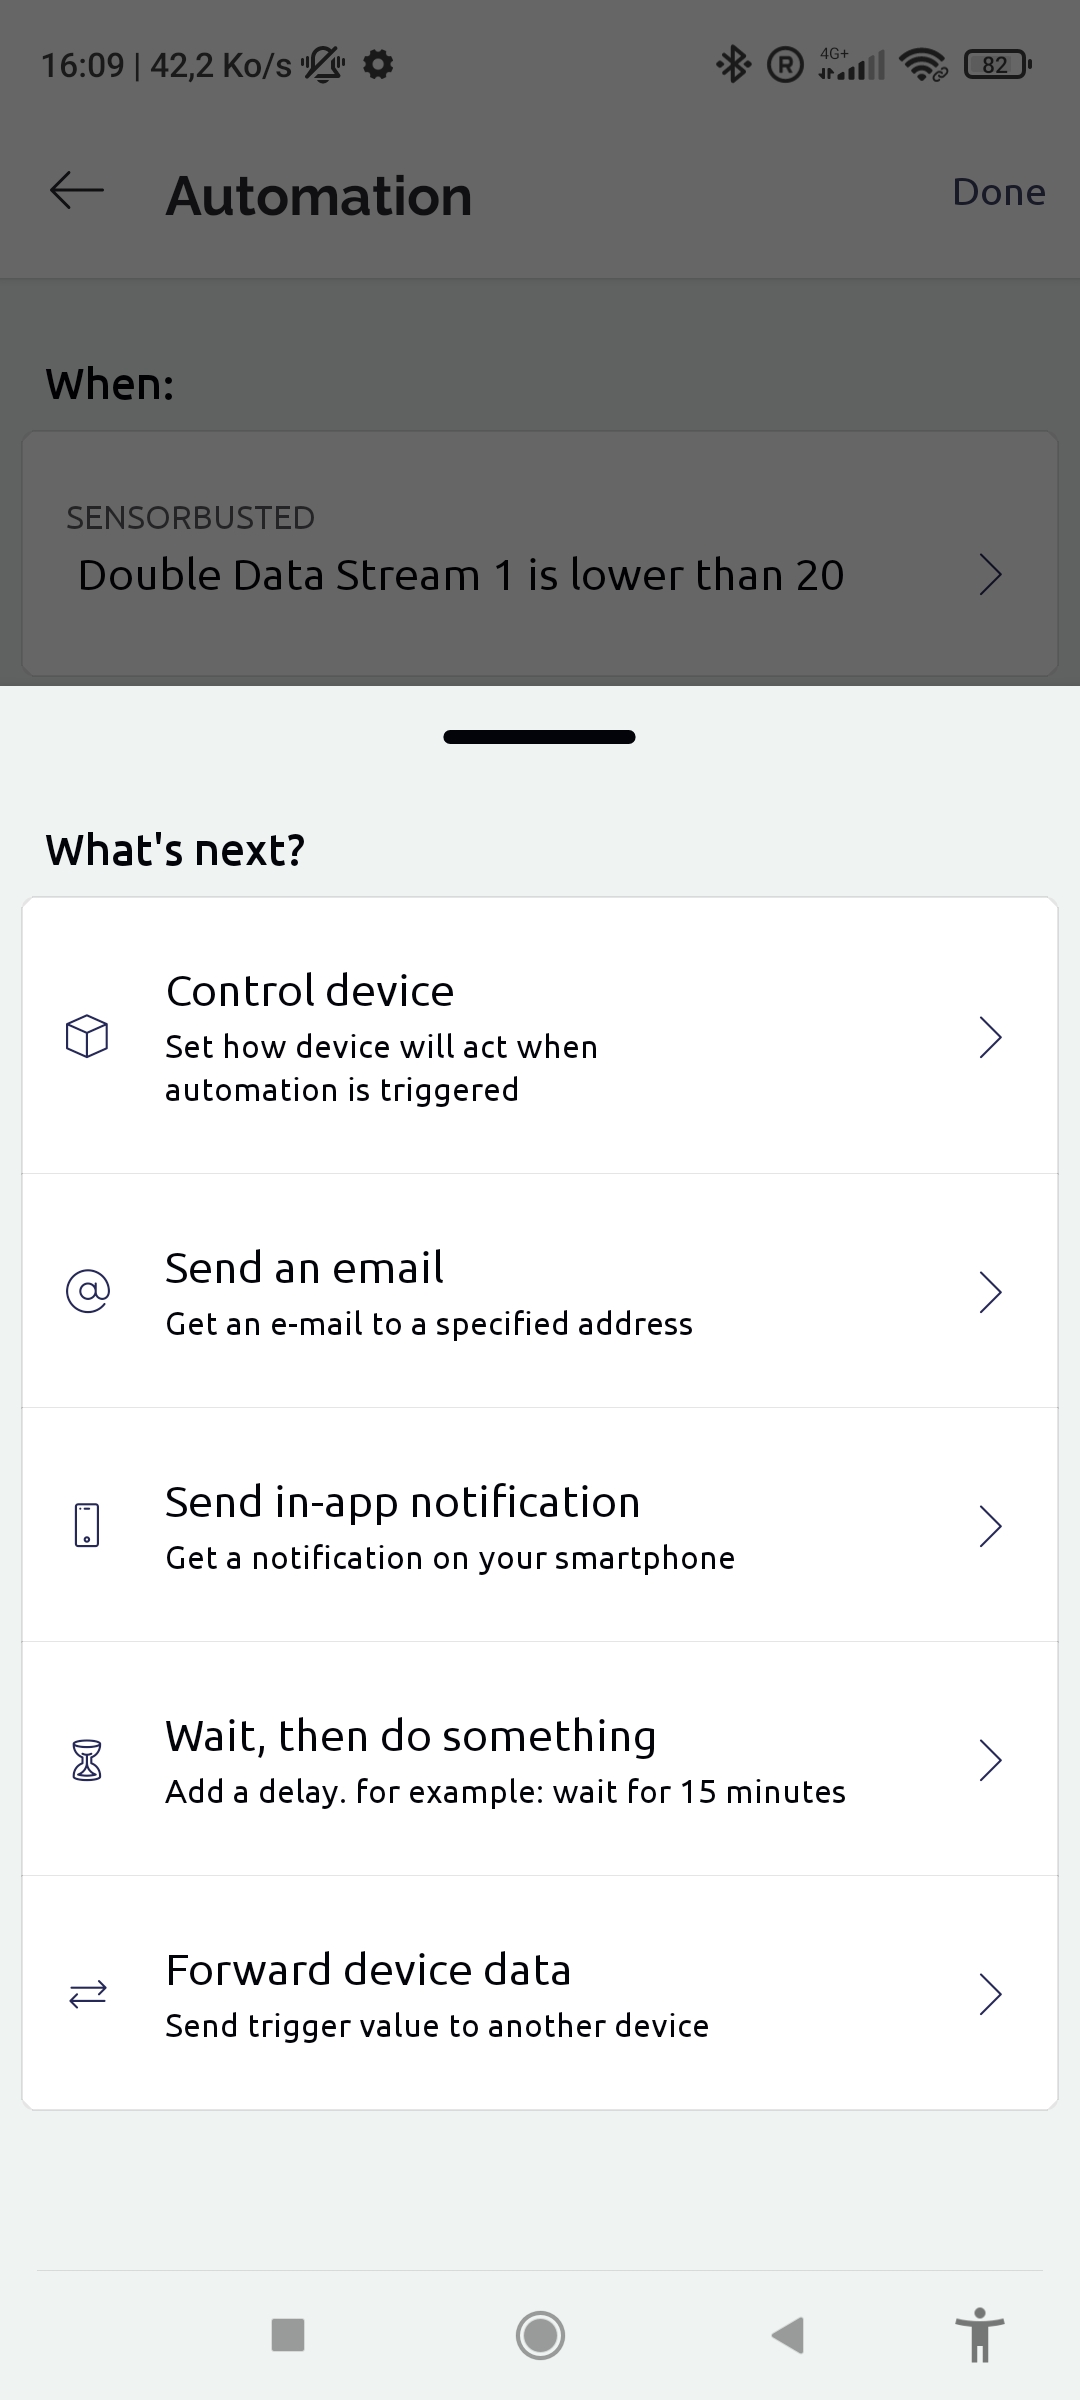 16:09 | 42,2 Ko/s
R
4G+
82
Automation
Done
When:
SENSORBUSTED
Double Data Stream 1 is lower than 20
What's next?
Control device
Set how device will act when
automation is triggered
Send an email
Get an e-mail to a specified address
Send in-app notification
Get a notification on your smartphone
Wait, then do something
Add a delay. for example: wait for 15 minutes
Forward device data
Send trigger value to another device